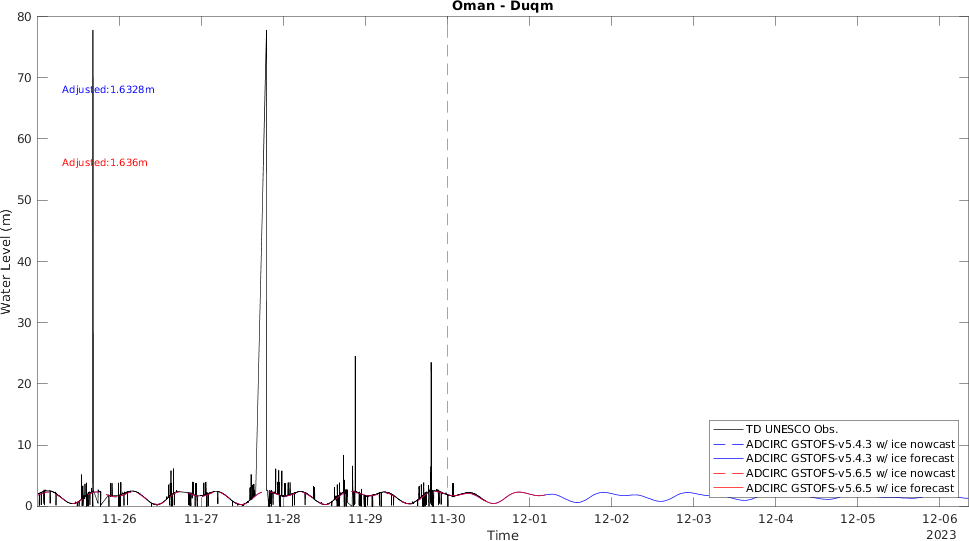 Oman - Duqm
80
70
60
50
40
30
20
10
0
Water Level (m)
Adjusted:1.6328m
Adjusted:1.636m
TD UNESCO Obs.
ADCIRC GSTOFS-v5.4.3 w/ ice nowcast
ADCIRC GSTOFS-v5.4.3 w/ ice forecast
ADCIRC GSTOFS-v5.6.5 w/ ice nowcast
ADCIRC GSTOFS-v5.6.5 w/ ice forecast
11-26 11-27 11-28 11-29 11-30 12-01 12-02 12-03 12-04 12-05 12-06
Time
2023